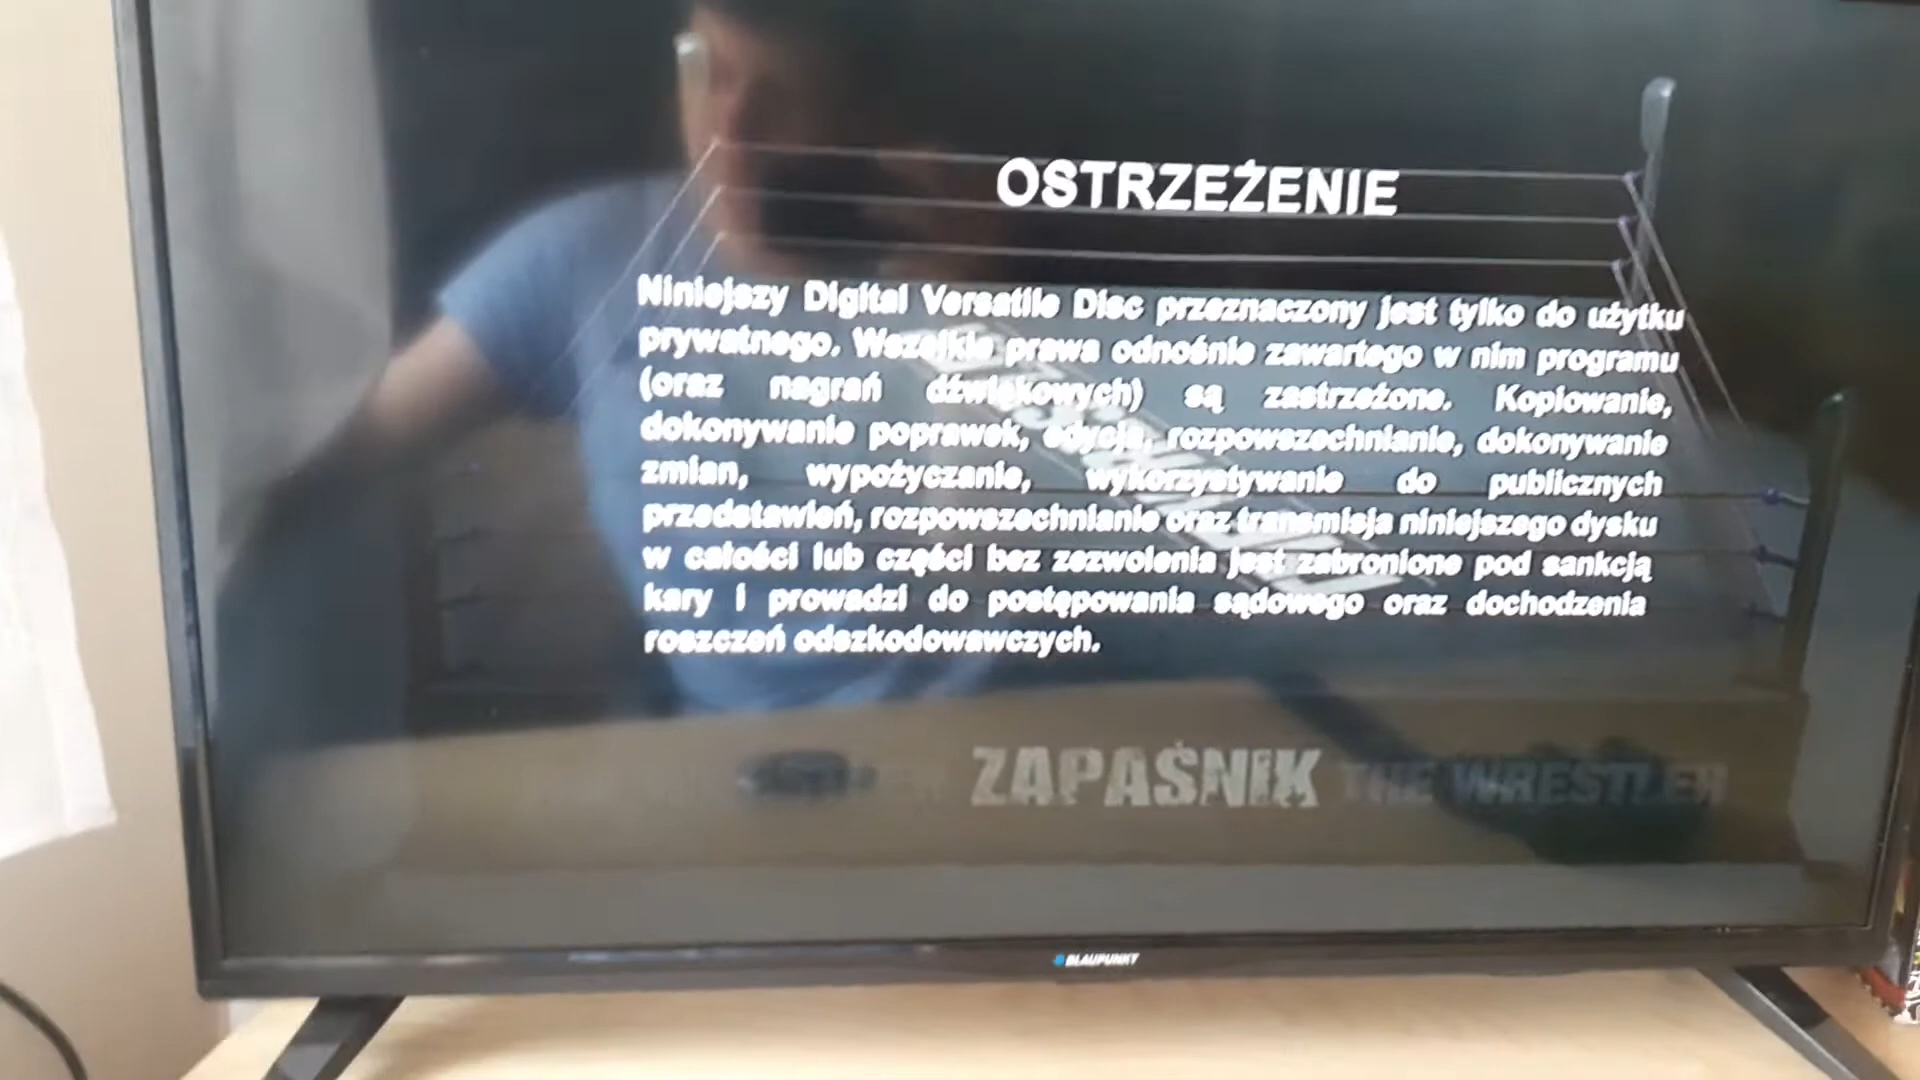 OSTRZEŻENIE
Niniejszy Digital Versatile Disc przeznaczony jest tylko do użytku
prywatnego. Wszelkie prawa odnośnie zawartego w nim programu
(oraz nagrań dźwiękowych) są zastrzeżone. Kopiowanie,
dokonywanie poprawek, edycja, rozpowszechnianie, dokonywanie
zmian, wypożyczanie, wykorzystywanie do publicznych
przedstawień, rozpowszechnianie oraz transmisja niniejszego dysku
w całości lub części bez zezwolenia jest zabronione pod sankcją
kary i prowadzi do postępowania sądowego oraz dochodzenia
roszczeń odszkodowawczych.
ZAPAŚNIK THE WRESTLER
BLAUPUNKT